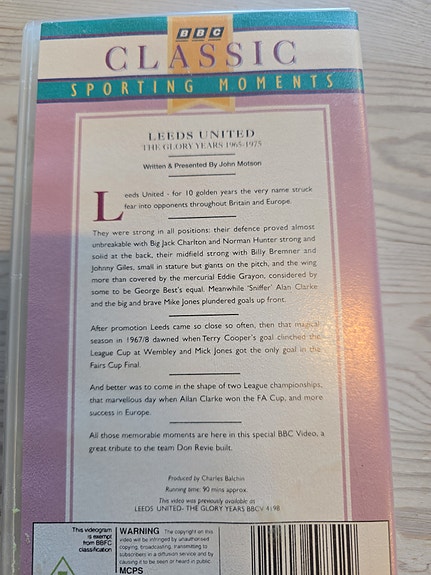 BBC
CLASSIC
SPORTING MOMENTS
LEEDS UNITED
THE GLORY YEARS 1965-1975
Written & Presented By John Motson
Leeds United - for 10 golden years the very name struck
fear into opponents throughout Britain and Europe.
They were strong in all positions: their defence proved almost
unbreakable with Big Jack Charlton and Norman Hunter strong and
solid at the back, their midfield strong with Billy Bremner and
Johnny Giles, small in stature but giants on the pitch, and the wing
more than covered by the mercurial Eddie Grayon, considered by
some to be George Best's equal. Meanwhile 'Sniffer' Alan Clarke
and the big and brave Mike Jones plundered goals up front.
After promotion Leeds came so close so often, then that magical
season in 1967/8 dawned when Terry Cooper's goal clinched the
League Cup at Wembley and Mick Jones got the only goal in the
Fairs Cup Final.
And better was to come in the shape of two League championships,
that marvellous day when Allan Clarke won the FA Cup, and more
success in Europe.
All those memorable moments are here in this special BBC Video, a
great tribute to the team Don Revie built.
Produced by Charles Balchin
Running time: 90 mins approx.
This video was previously available as
LEEDS UNITED- THE GLORY YEARS BBCV 4198
This videogram
is exempt
from BBFC
classification
WARNING The copyright on this
video will be infringed by unauthorised
copying, broadcasting, transmitting to
subscribers in a diffusion service and by
causing it to be seen or heard in public.
MCPS